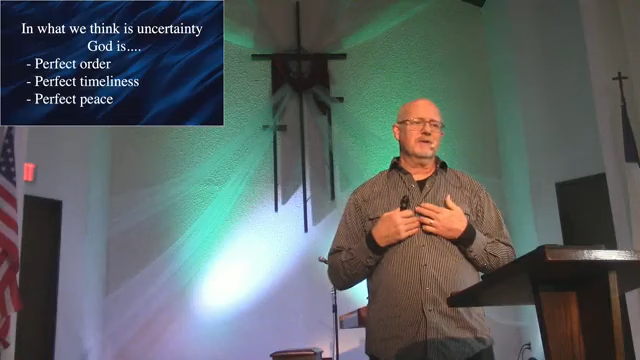 In what we think is uncertainty
God is....
- Perfect order
- Perfect timeliness
- Perfect peace